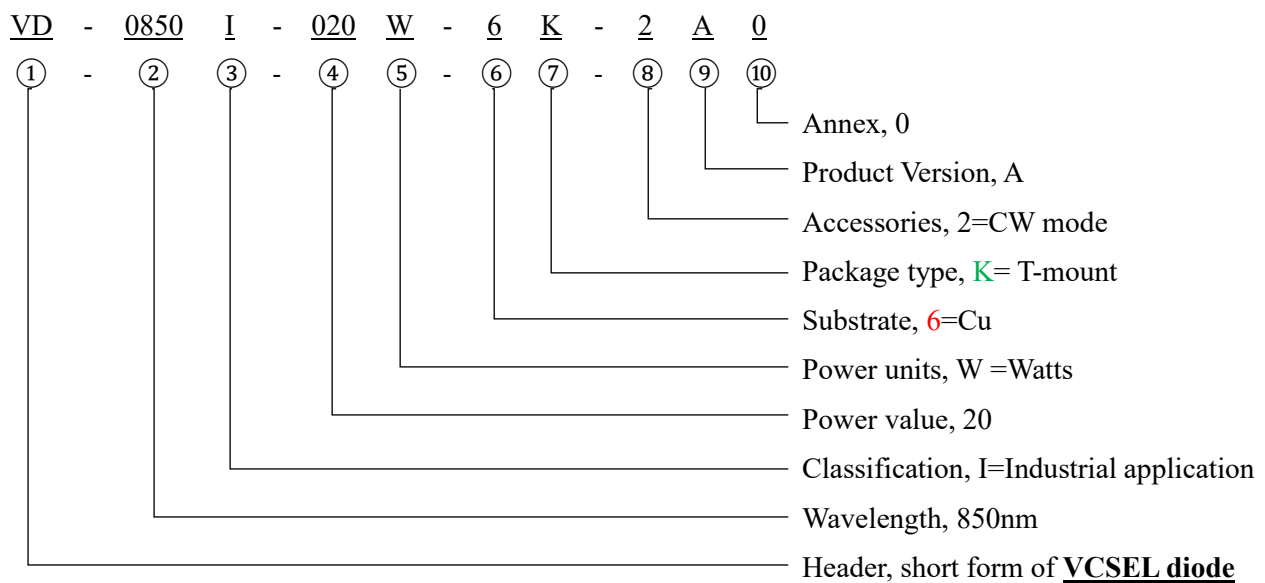 VD - 0850 I - 020 W - 6 K - 2 A 0
① - ② ③ - ④ ⑤ - ⑥ ⑦ - ⑧ ⑨ ⑩
Annex, 0
Product Version, A
Accessories, 2=CW mode
Package type, K= T-mount
Substrate, 6=Cu
Power units, W =Watts
Power value, 20
Classification, I=Industrial application
Wavelength, 850nm
Header, short form of VCSEL diode